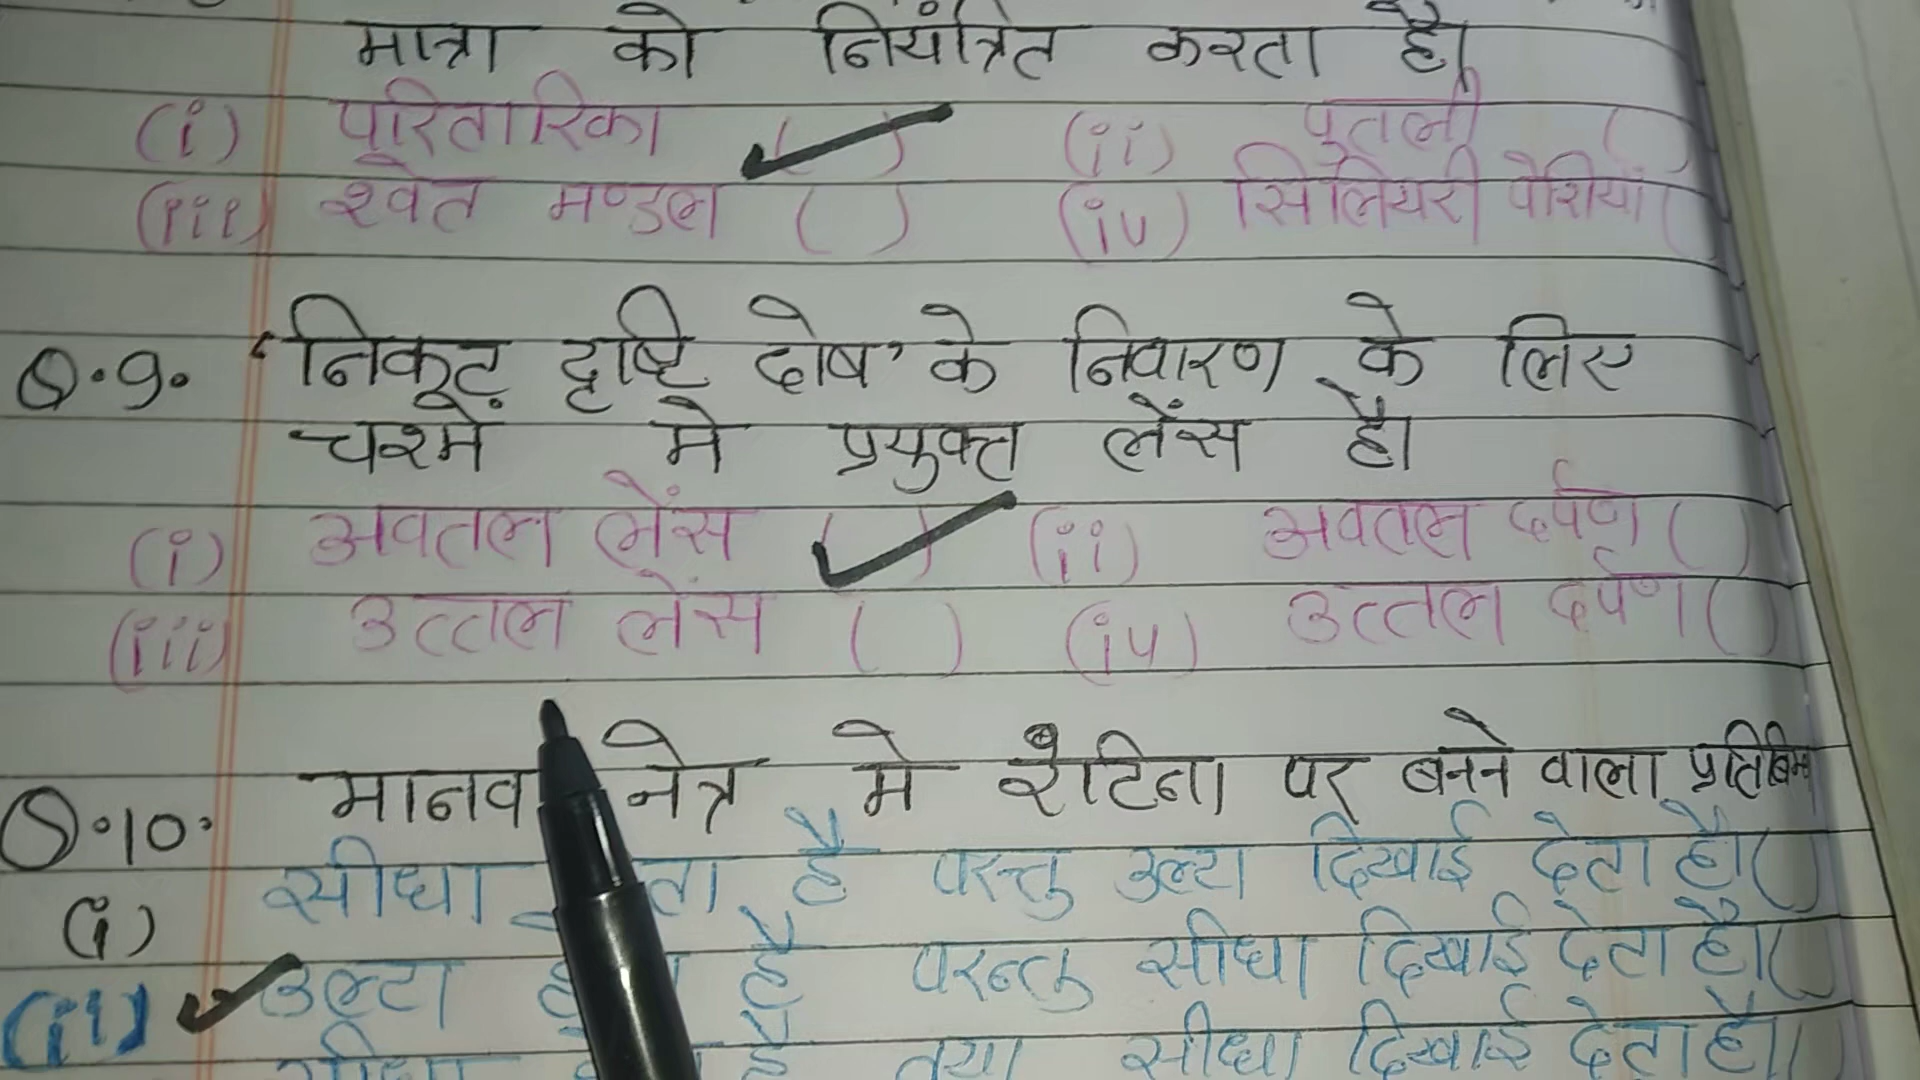 मात्रा को नियंत्रित करता है।
(i) परितारिका ( ) (ii) पुतली ( )
(iii) श्वेत मण्डल ( ) (iv) सिलियरी पेशियां (
Q.9. 'निकट दृष्टि दोष' के निवारण के लिए
चश्में मे प्रयुक्त लेंस है।
(i) अवतल लेंस ( ) (ii) अवतल दर्पण ( )
(iii) उत्तल लेंस ( ) (iv) उत्तल दर्पण ( )
Q.10. मानव नेत्र मे रेटिना पर बनने वाला
(i) सीधा है परन्तु उल्टा दिखाई देता है। ( )
(ii) उल्टा है परन्तु सीधा दिखाई देता है। ( )
है तथा सीधा दिखाई देता है। (